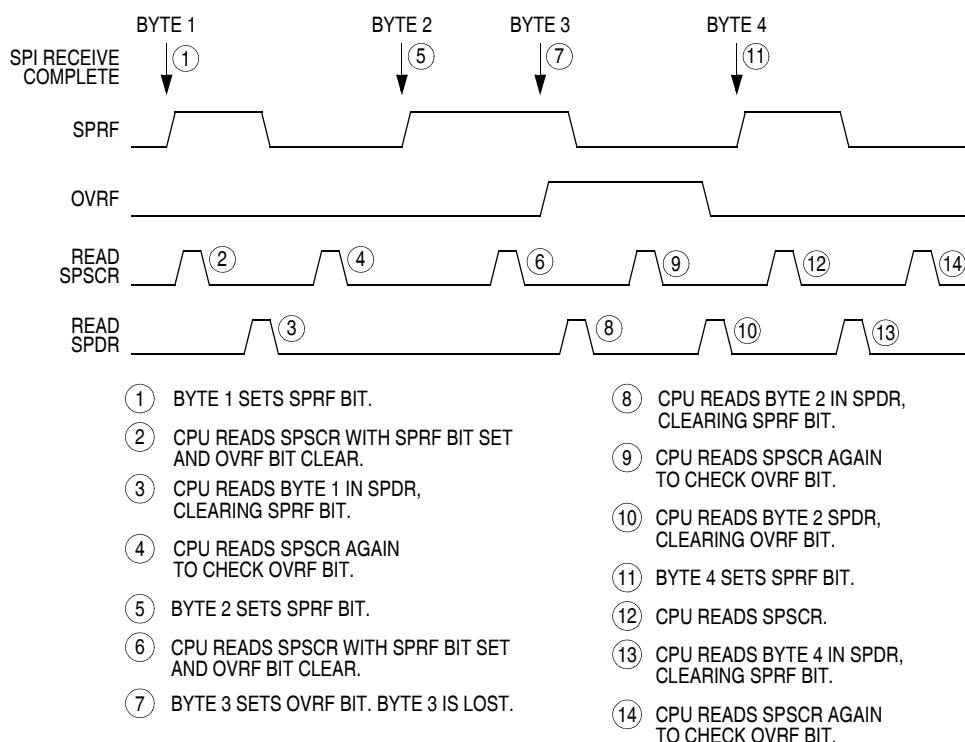 BYTE 1 BYTE 2 BYTE 3 BYTE 4
SPI RECEIVE
COMPLETE
1 5 7 11
SPRF
OVRF
READ
SPSCR
2 4 6 9 12 14
READ
SPDR
3 8 10 13
1 BYTE 1 SETS SPRF BIT.
2 CPU READS SPSCR WITH SPRF BIT SET
AND OVRF BIT CLEAR.
3 CPU READS BYTE 1 IN SPDR,
CLEARING SPRF BIT.
4 CPU READS SPSCR AGAIN
TO CHECK OVRF BIT.
5 BYTE 2 SETS SPRF BIT.
6 CPU READS SPSCR WITH SPRF BIT SET
AND OVRF BIT CLEAR.
7 BYTE 3 SETS OVRF BIT. BYTE 3 IS LOST.
8 CPU READS BYTE 2 IN SPDR,
CLEARING SPRF BIT.
9 CPU READS SPSCR AGAIN
TO CHECK OVRF BIT.
10 CPU READS BYTE 2 SPDR,
CLEARING OVRF BIT.
11 BYTE 4 SETS SPRF BIT.
12 CPU READS SPSCR.
13 CPU READS BYTE 4 IN SPDR,
CLEARING SPRF BIT.
14 CPU READS SPSCR AGAIN
TO CHECK OVRF BIT.